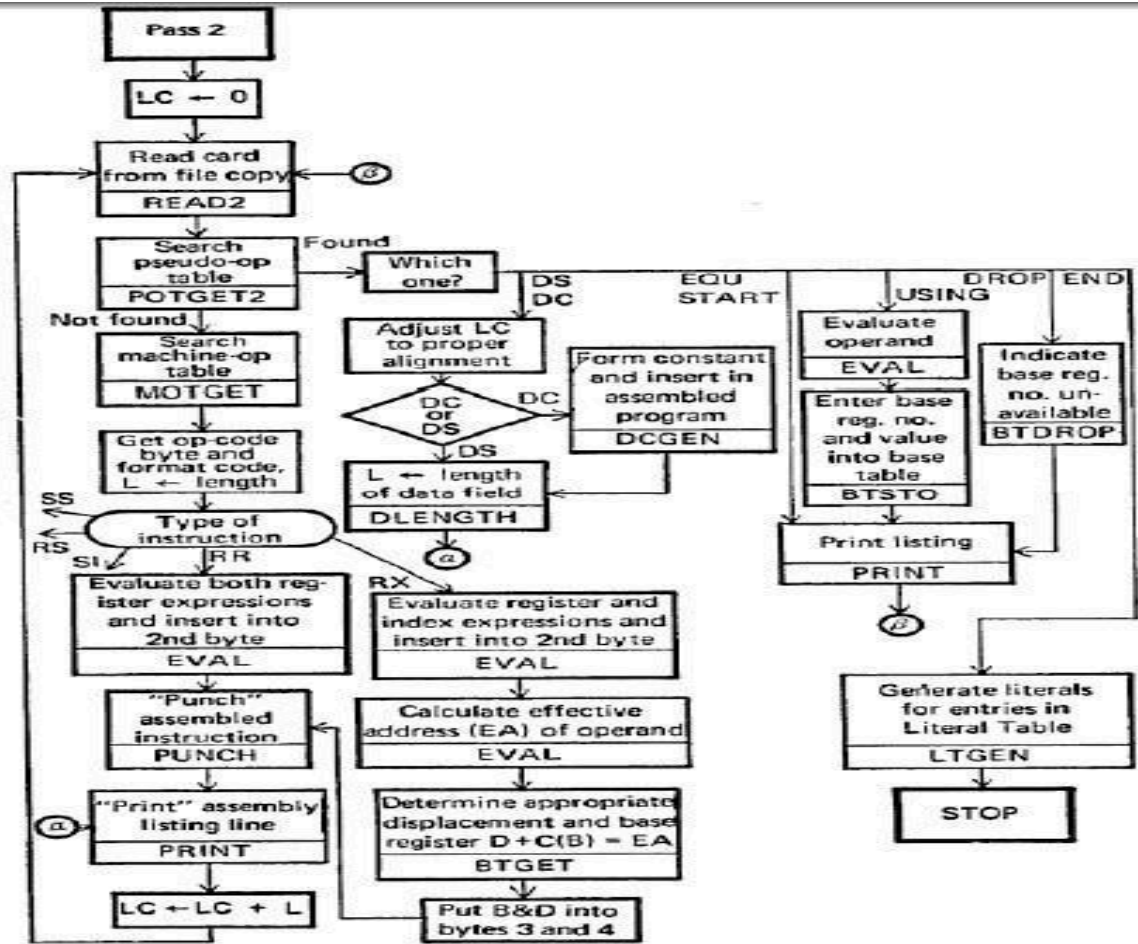 Pass 2
LC ← 0
Read card
from file copy
READ2
β
Search
pseudo-op
table
POTGET2
Found
Not found
Which
one?
DS
DC
EQU
START
USING
DROP
END
Search
machine-op
table
MOTGET
Get op-code
byte and
format code,
L ← length
Type of
instruction
SS
RS
SI
RR
RX
Adjust LC
to proper
alignment
DC
or
DS
DC
DS
Form constant
and insert in
assembled
program
DCGEN
L ← length
of data field
DLENGTH
α
Evaluate
operand
EVAL
Enter base
reg. no.
and value
into base
table
BTSTO
Indicate
base reg.
no. un-
available
BTDROP
Print listing
PRINT
β
Evaluate both reg-
ister expressions
and insert into
2nd byte
EVAL
"Punch"
assembled
instruction
PUNCH
α
"Print" assembly
listing line
PRINT
LC ← LC + L
Evaluate register and
index expressions and
insert into 2nd byte
EVAL
Calculate effective
address (EA) of operand
EVAL
Determine appropriate
displacement and base
register D + C(B) = EA
BTGET
Put B&D into
bytes 3 and 4
Generate literals
for entries in
Literal Table
LTGEN
STOP